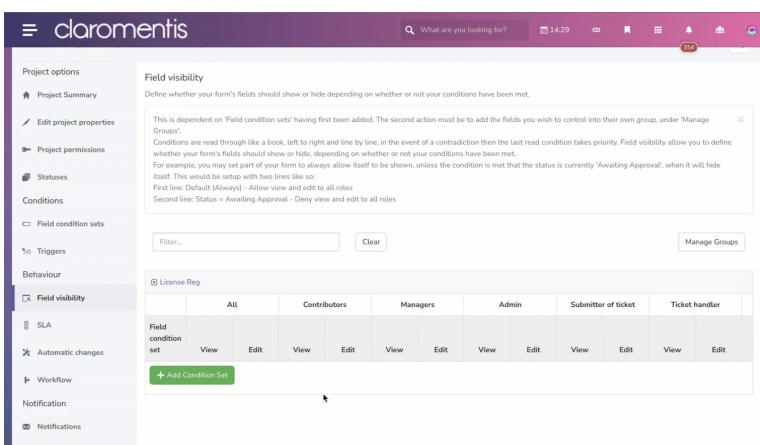 claromentis
What are you looking for?
14:29
354
Project options
Project Summary
Edit project properties
Project permissions
Statuses
Conditions
Field condition sets
Triggers
Behaviour
Field visibility
SLA
Automatic changes
Workflow
Notification
Notifications
Field visibility
Define whether your form's fields should show or hide depending on whether or not your conditions have been met.
This is dependent on 'Field condition sets' having first been added. The second action must be to add the fields you wish to control into their own group, under 'Manage
Groups'.
Conditions are read through like a book, left to right and line by line, in the event of a contradiction then the last read condition takes priority. Field visibility allow you to define
whether your form's fields should show or hide, depending on whether or not your conditions have been met.
For example, you may set part of your form to always allow itself to be shown, unless the condition is met that the status is currently 'Awaiting Approval', when it will hide
itself. This would be setup with two lines like so:
First line: Default (Always) - Allow view and edit to all roles
Second line: Status = Awaiting Approval - Deny view and edit to all roles
Filter...
Clear
Manage Groups
License Reg
All Contributors Managers Admin Submitter of ticket Ticket handler
Field
condition
set View Edit View Edit View Edit View Edit View Edit View Edit
+ Add Condition Set